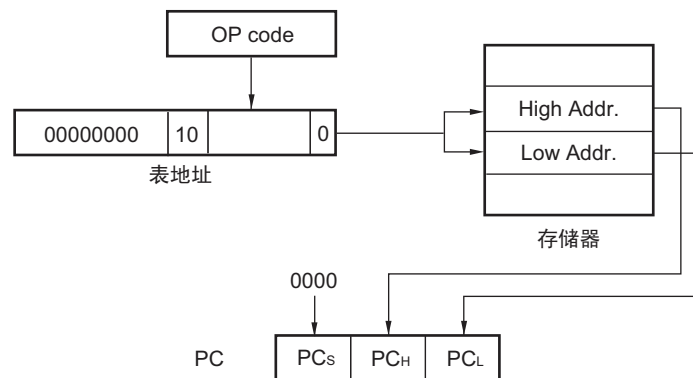 OP code
00000000 10 0
表地址
High Addr.
Low Addr.
存储器
0000
PC PCS PCH PCL